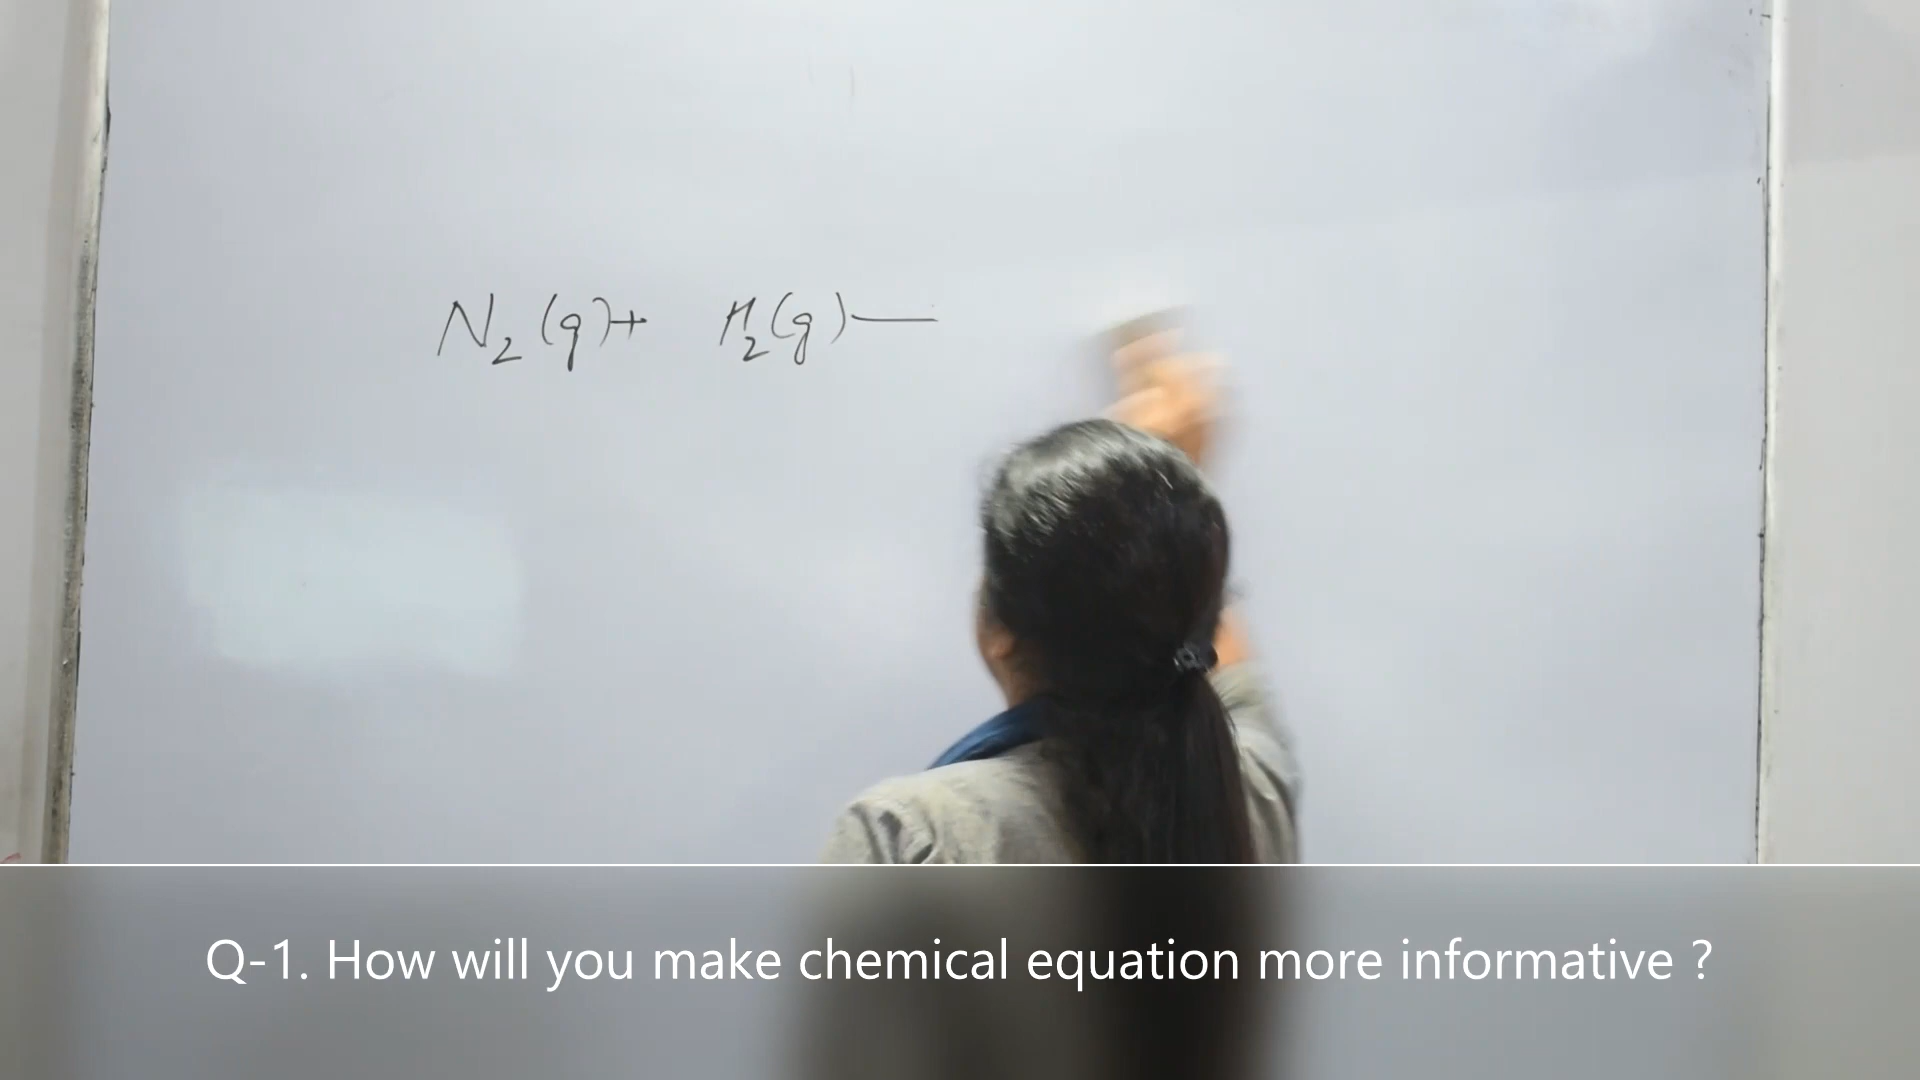 N₂ (g) + H₂ (g) —
Q-1. How will you make chemical equation more informative ?